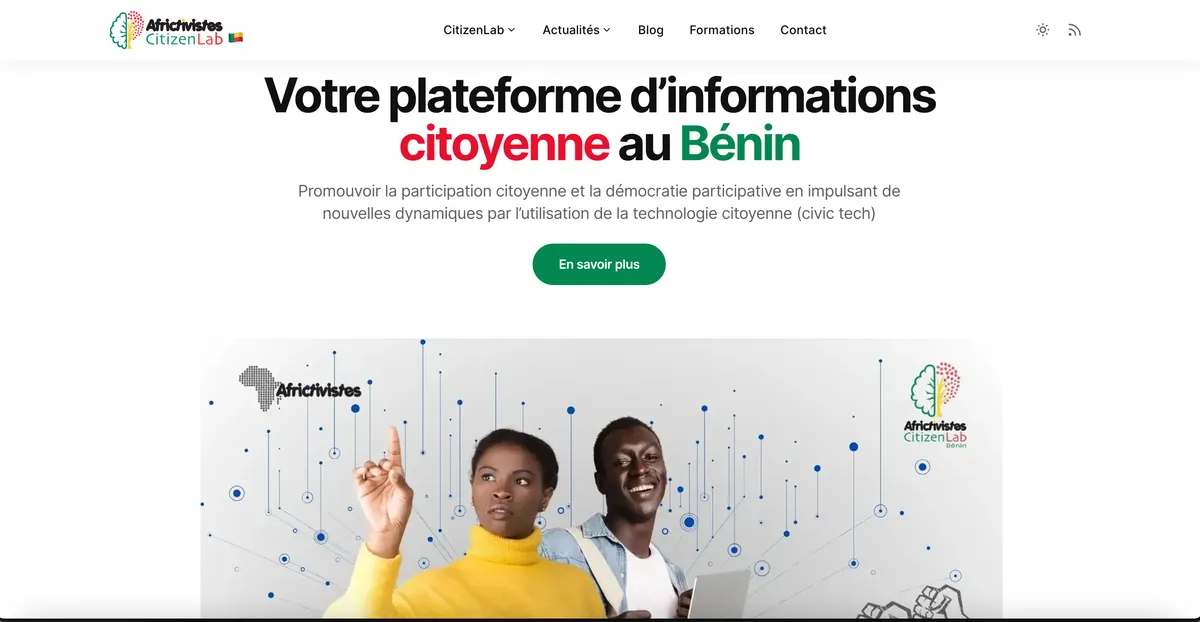 Africtivistes
CitizenLab
CitizenLab
Actualités
Blog
Formations
Contact
Votre plateforme d’informations
citoyenne au Bénin
Promouvoir la participation citoyenne et la démocratie participative en impulsant de
nouvelles dynamiques par l’utilisation de la technologie citoyenne (civic tech)
En savoir plus
Africtivistes
Africtivistes
CitizenLab
Bénin